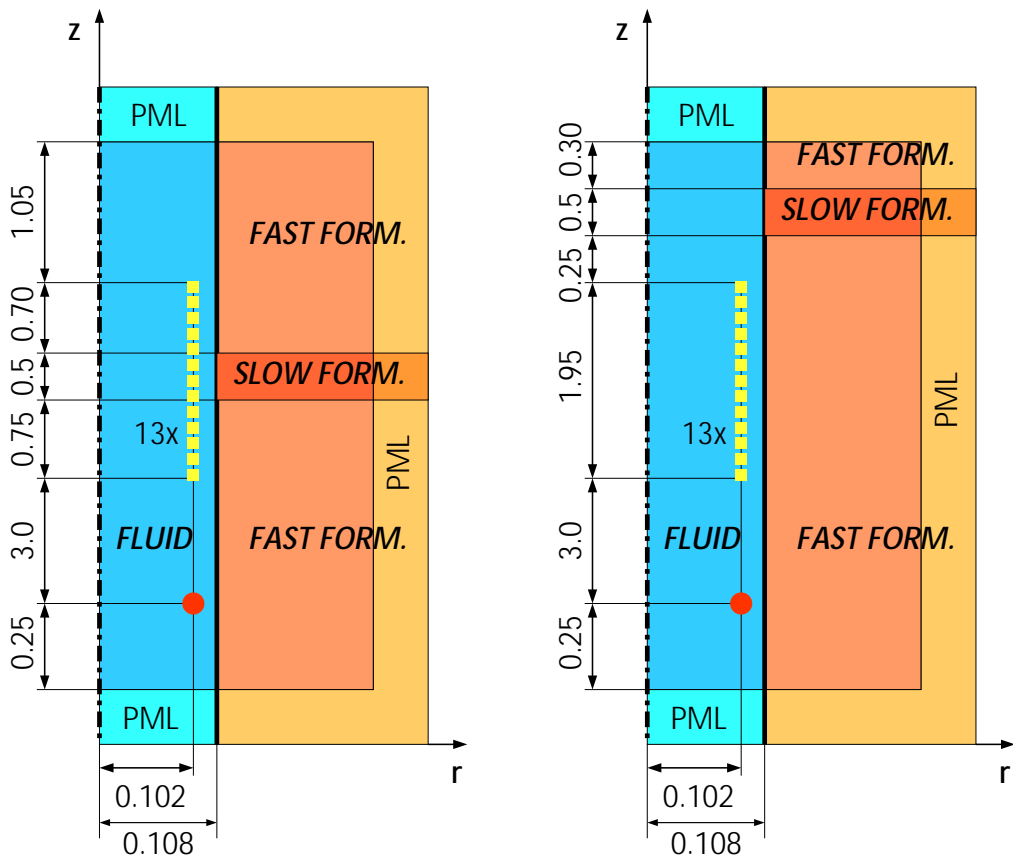 z
PML
1.05
FAST FORM.
0.70
0.5
SLOW FORM.
0.75
13x
PML
3.0
FLUID
FAST FORM.
0.25
PML
r
0.102
0.108
z
PML
0.30
FAST FORM.
0.5
SLOW FORM.
0.25
1.95
PML
13x
3.0
FLUID
FAST FORM.
0.25
PML
r
0.102
0.108